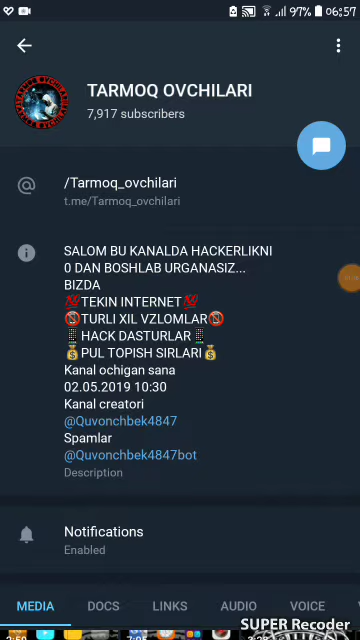 97% 06:57
TARMOQ OVCHILARI
7,917 subscribers
/Tarmoq_ovchilari
t.me/Tarmoq_ovchilari
SALOM BU KANALDA HACKERLIKNI
0 DAN BOSHLAB URGANASIZ...
BIZDA
💯TEKIN INTERNET💯
📵TURLI XIL VZLOMLAR📵
📱HACK DASTURLAR📱
💰PUL TOPISH SIRLARI💰
Kanal ochigan sana
02.05.2019 10:30
Kanal creatori
@Quvonchbek4847
Spamlar
@Quvonchbek4847bot
Description
Notifications
Enabled
MEDIA DOCS LINKS AUDIO VOICE
SUPER Recoder